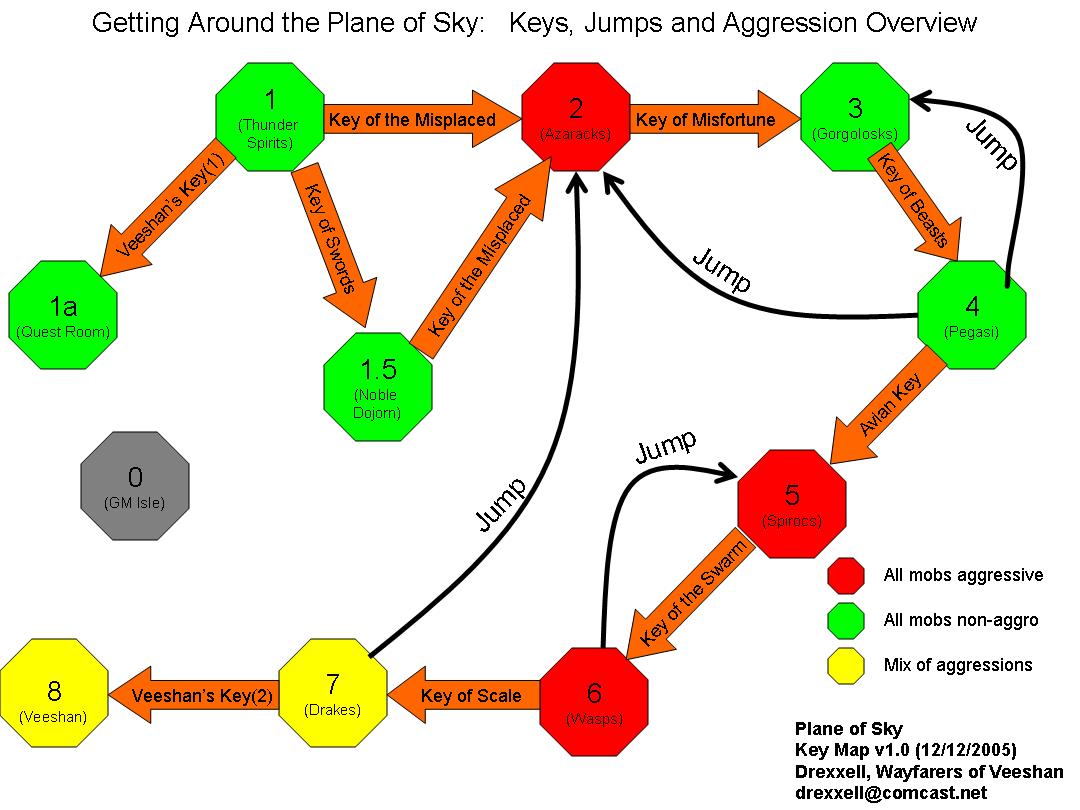 Getting Around the Plane of Sky:   Keys, Jumps and Aggression Overview
1
(Thunder
Spirits)
Key of the Misplaced
2
(Azaracks)
Key of Misfortune
3
(Gorgolosks)
Jump
Veeshan's Key(1)
Key of Swords
Key of the Misplaced
Key of Beasts
Jump
1a
(Quest Room)
4
(Pegasi)
1.5
(Noble
Dojorn)
Avian Key
0
(GM Isle)
Jump
Jump
5
(Spirocs)
Key of the Swarm
All mobs aggressive
All mobs non-aggro
Mix of aggressions
8
(Veeshan)
Veeshan's Key(2)
7
(Drakes)
Key of Scale
6
(Wasps)
Plane of Sky
Key Map v1.0 (12/12/2005)
Drexxell, Wayfarers of Veeshan
drexxell@comcast.net